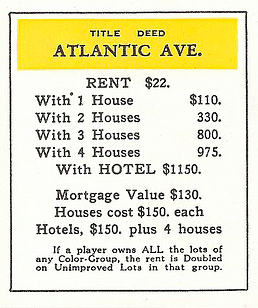 TITLE DEED
ATLANTIC AVE.
RENT $22.
With 1 House $110.
With 2 Houses 330.
With 3 Houses 800.
With 4 Houses 975.
With HOTEL $1150.
Mortgage Value $130.
Houses cost $150. each
Hotels, $150. plus 4 houses
If a player owns ALL the lots of
any Color-Group, the rent is Doubled
on Unimproved Lots in that group.